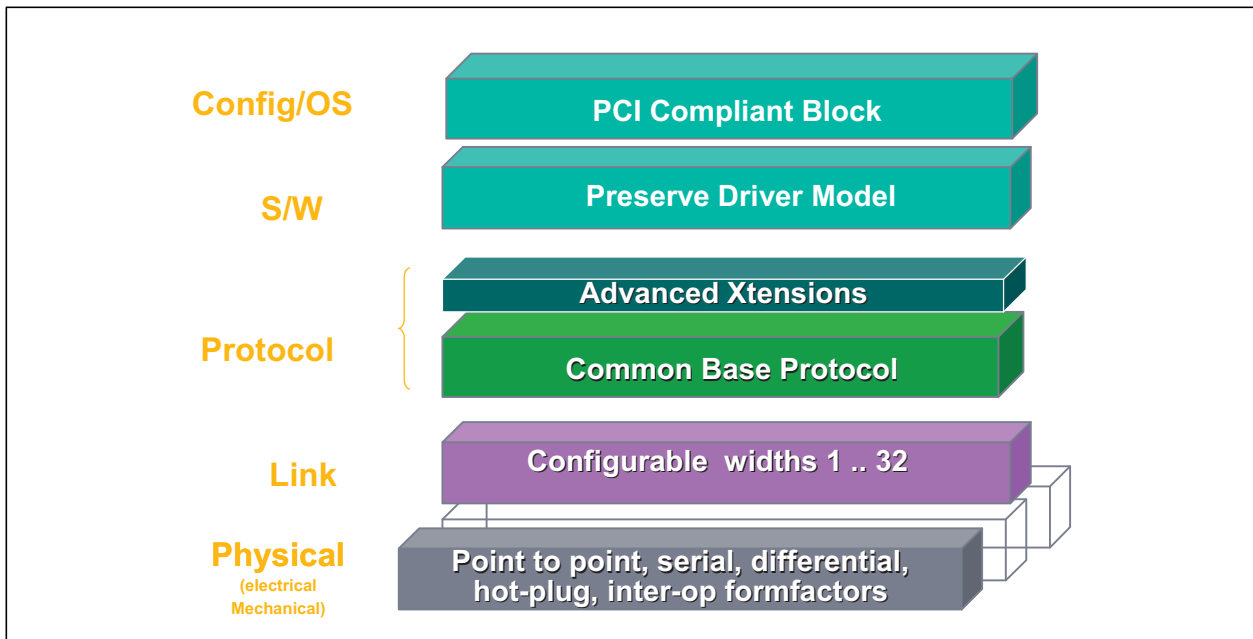 Config/OS
PCI Compliant Block
S/W
Preserve Driver Model
Advanced Xtensions
Protocol
Common Base Protocol
Link
Configurable widths 1 .. 32
Physical
(electrical
Mechanical)
Point to point, serial, differential,
hot-plug, inter-op formfactors